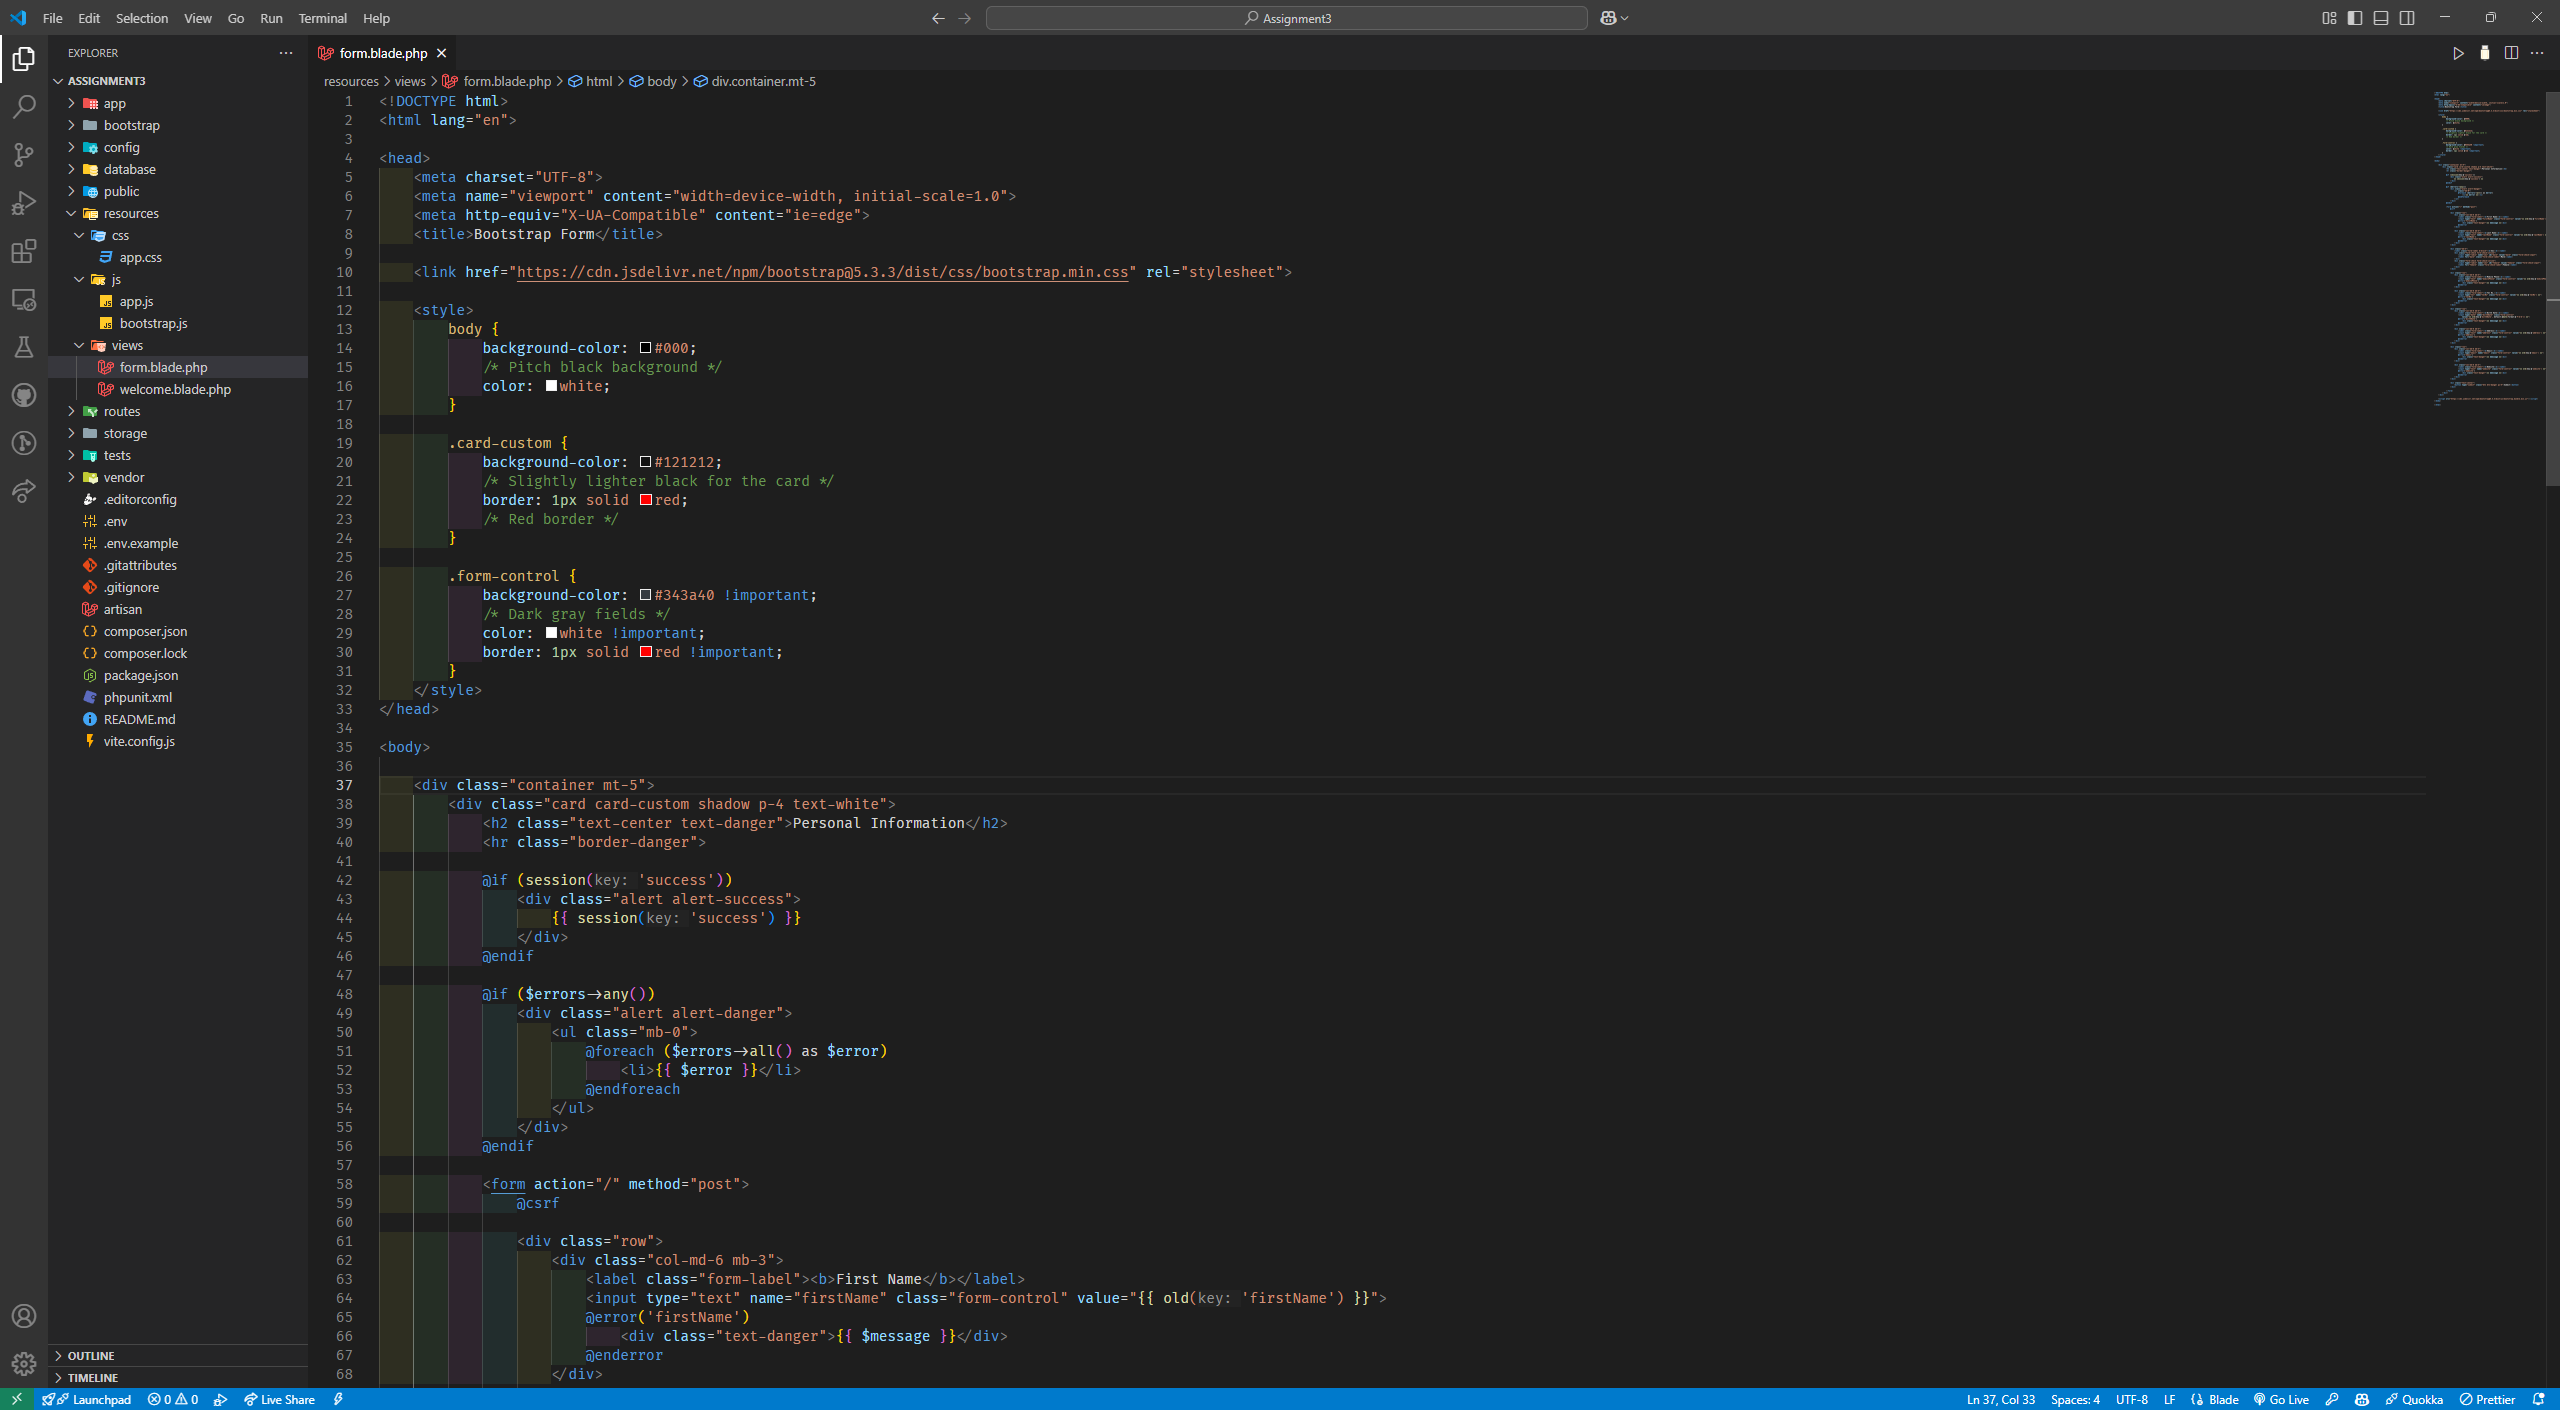 File Edit Selection View Go Run Terminal Help
Assignment3
EXPLORER
ASSIGNMENT3
app
bootstrap
config
database
public
resources
css
app.css
js
app.js
bootstrap.js
views
form.blade.php
welcome.blade.php
routes
storage
tests
vendor
.editorconfig
.env
.env.example
.gitattributes
.gitignore
artisan
composer.json
composer.lock
package.json
phpunit.xml
README.md
vite.config.js
OUTLINE
TIMELINE
form.blade.php
resources > views > form.blade.php > html > body > div.container.mt-5
1 <!DOCTYPE html>
2 <html lang="en">
3
4 <head>
5 <meta charset="UTF-8">
6 <meta name="viewport" content="width=device-width, initial-scale=1.0">
7 <meta http-equiv="X-UA-Compatible" content="ie=edge">
8 <title>Bootstrap Form</title>
9
10 <link href="https://cdn.jsdelivr.net/npm/bootstrap@5.3.3/dist/css/bootstrap.min.css" rel="stylesheet">
11
12 <style>
13 body {
14 background-color: #000;
15 /* Pitch black background */
16 color: white;
17 }
18
19 .card-custom {
20 background-color: #121212;
21 /* Slightly lighter black for the card */
22 border: 1px solid red;
23 /* Red border */
24 }
25
26 .form-control {
27 background-color: #343a40 !important;
28 /* Dark gray fields */
29 color: white !important;
30 border: 1px solid red !important;
31 }
32 </style>
33 </head>
34
35 <body>
36
37 <div class="container mt-5">
38 <div class="card card-custom shadow p-4 text-white">
39 <h2 class="text-center text-danger">Personal Information</h2>
40 <hr class="border-danger">
41
42 @if (session(key: 'success'))
43 <div class="alert alert-success">
44 {{ session(key: 'success') }}
45 </div>
46 @endif
47
48 @if ($errors->any())
49 <div class="alert alert-danger">
50 <ul class="mb-0">
51 @foreach ($errors->all() as $error)
52 <li>{{ $error }}</li>
53 @endforeach
54 </ul>
55 </div>
56 @endif
57
58 <form action="/" method="post">
59 @csrf
60
61 <div class="row">
62 <div class="col-md-6 mb-3">
63 <label class="form-label"><b>First Name</b></label>
64 <input type="text" name="firstName" class="form-control" value="{{ old(key: 'firstName') }}">
65 @error('firstName')
66 <div class="text-danger">{{ $message }}</div>
67 @enderror
68 </div>
Launchpad 0 0 Live Share
Ln 37, Col 33 Spaces: 4 UTF-8 LF Blade Go Live Quokka Prettier